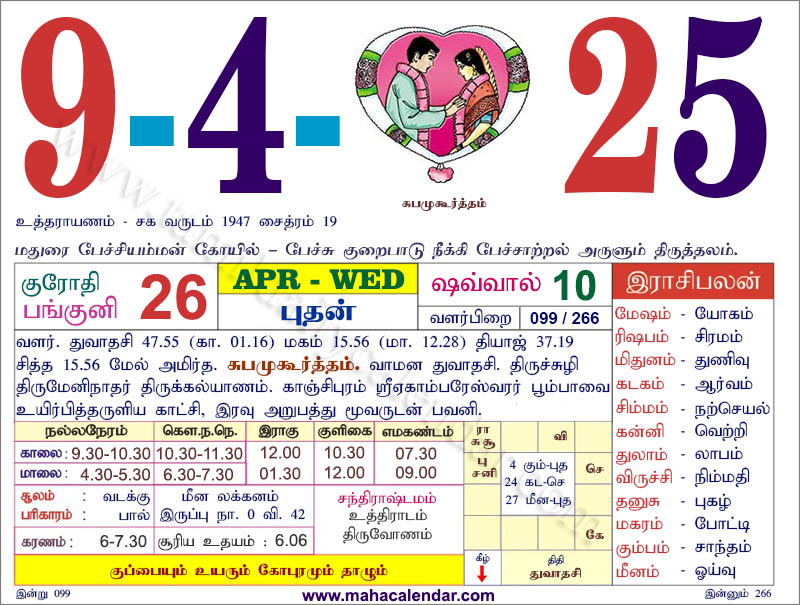 9-4- 25
சுபமுகூர்த்தம்
உத்தராயணம் - சக வருடம் 1947 சைத்ரம் 19
மதுரை பேச்சியம்மன் கோயில் – பேச்சு குறைபாடு நீக்கி பேச்சாற்றல் அருளும் திருத்தலம்.
குரோதி
பங்குனி 26
APR - WED
புதன்
ஷவ்வால் 10
வளர்பிறை 099 / 266
இராசிபலன்
மேஷம் - யோகம்
ரிஷபம் - சிரமம்
மிதுனம் - துணிவு
கடகம் - ஆர்வம்
சிம்மம் - நற்செயல்
கன்னி - வெற்றி
துலாம் - லாபம்
விருச்சி - நிம்மதி
தனுசு - புகழ்
மகரம் - போட்டி
கும்பம் - சாந்தம்
மீனம் - ஓய்வு
வளர். துவாதசி 47.55 (கா. 01.16) மகம் 15.56 (மா. 12.28) தியாஜ் 37.19
சித்த 15.56 மேல் அமிர்த. சுபமுகூர்த்தம். வாமன துவாதசி. திருச்சுழி
திருமேனிநாதர் திருக்கல்யாணம். காஞ்சிபுரம் ஸ்ரீஏகாம்பரேஸ்வரர் பூம்பாவை
உயிர்பித்தருளிய காட்சி, இரவு அறுபத்து மூவருடன் பவனி.
நல்லநேரம் கௌ.ந.நெ. இராகு குளிகை எமகண்டம்
காலை: 9.30-10.30 10.30-11.30 12.00 10.30 07.30
மாலை: 4.30-5.30 6.30-7.30 01.30 12.00 09.00
சூலம் : வடக்கு மீன லக்கனம்
பரிகாரம் : பால் இருப்பு நா. 0 வி. 42
சந்திராஷ்டமம்
உத்திராடம்
திருவோணம்
கரணம் : 6-7.30 சூரிய உதயம் : 6.06
குப்பையும் உயரும் கோபுரமும் தாழும்
ரா
சுசூ
வி
பு
சனி
4 கும்-புத
24 கட-செ
27 மீன-புத
செ
கே
கீழ்
திதி
துவாதசி
இன்று 099
www.mahacalendar.com
இன்னும் 266